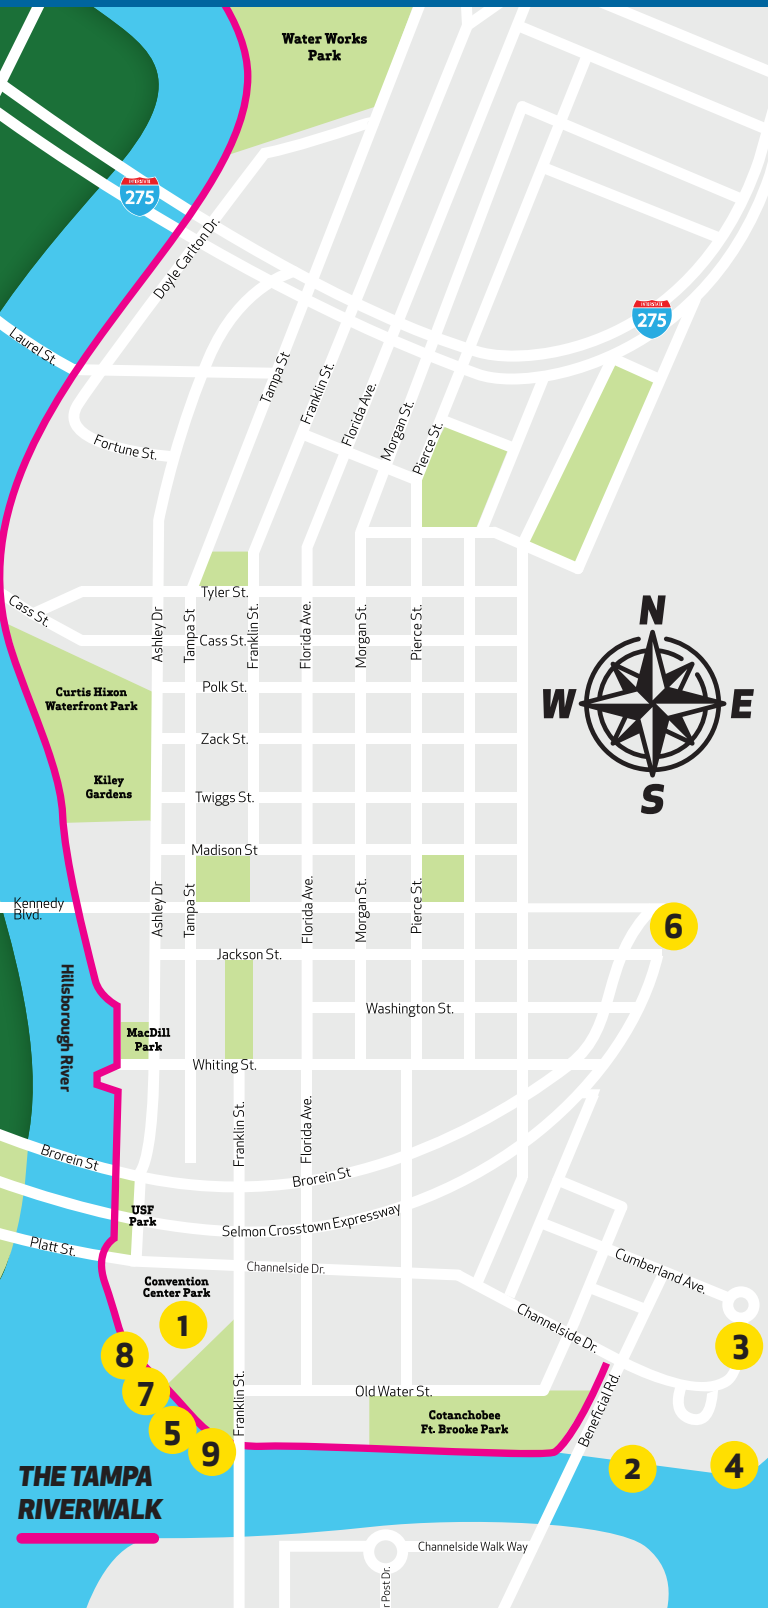 Water Works
Park
INTERSTATE
275
Doyle Carlton Dr.
INTERSTATE
275
Laurel St.
Tampa St
Franklin St.
Florida Ave.
Morgan St.
Pierce St.
Fortune St.
Tyler St.
Cass St.
Ashley Dr
Tampa St
Franklin St.
Florida Ave.
Morgan St.
Pierce St.
Cass St.
N
W
E
S
Polk St.
Curtis Hixon
Waterfront Park
Zack St.
Kiley
Gardens
Twiggs St.
Madison St
Kennedy
Blvd.
Ashley Dr
Tampa St
Florida Ave.
Morgan St.
Pierce St.
6
Jackson St.
Hillsborough River
Washington St.
MacDill
Park
Whiting St.
Franklin St.
Florida Ave.
Brorein St
Brorein St
USF
Park
Selmon Crosstown Expressway
Platt St.
Channelside Dr.
Cumberland Ave.
Convention
Center Park
1
Channelside Dr.
3
8
7
Franklin St.
Old Water St.
Beneficial Rd.
5
Cotanchobee
Ft. Brooke Park
9
2
4
THE TAMPA
RIVERWALK
Channelside Walk Way
r Post Dr.